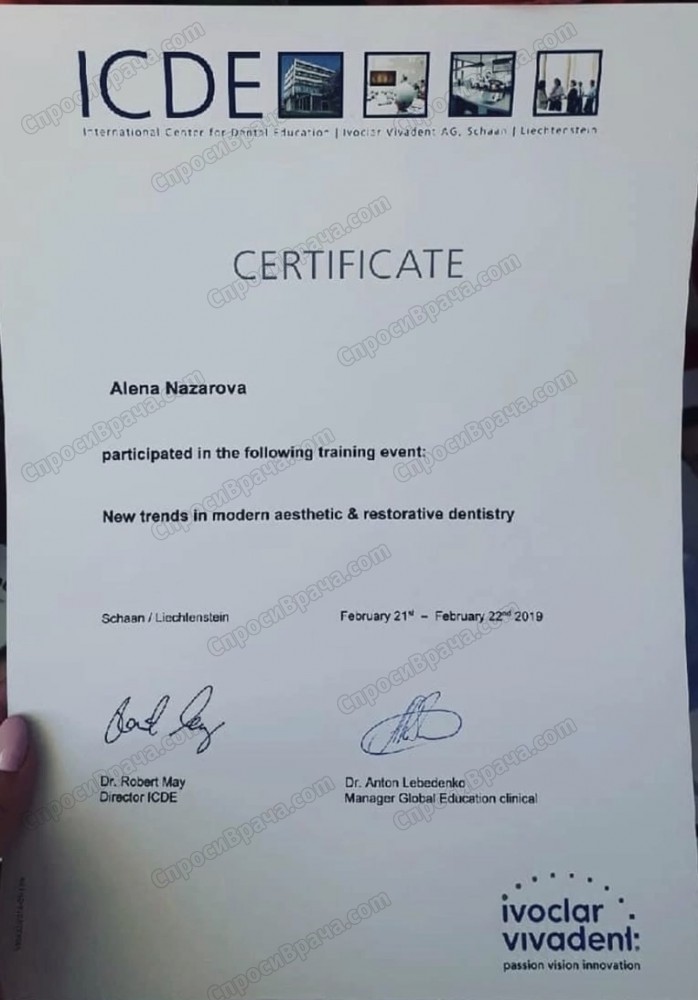 ICDE
International Center for Dental Education | Ivoclar Vivadent AG, Schaan | Liechtenstein
СпросиВрача.com
CERTIFICATE
Alena Nazarova
participated in the following training event:
New trends in modern aesthetic & restorative dentistry
Schaan / Liechtenstein
February 21st – February 22nd 2019
Dr. Robert May
Director ICDE
Dr. Anton Lebedenko
Manager Global Education clinical
ivoclar
vivadent:
passion vision innovation